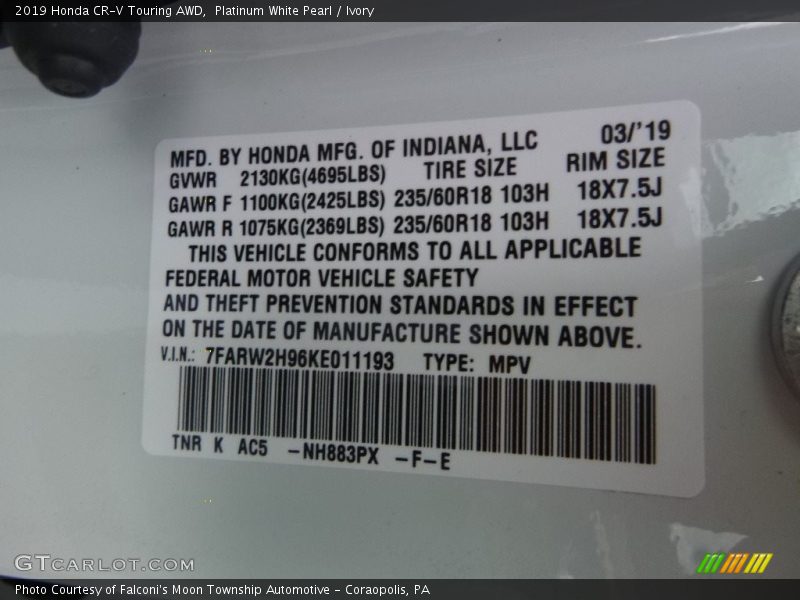 2019 Honda CR-V Touring AWD,  Platinum White Pearl / Ivory
MFD. BY HONDA MFG. OF INDIANA, LLC 03/'19
GVWR 2130KG(4695LBS) TIRE SIZE RIM SIZE
GAWR F 1100KG(2425LBS) 235/60R18 103H 18X7.5J
GAWR R 1075KG(2369LBS) 235/60R18 103H 18X7.5J
THIS VEHICLE CONFORMS TO ALL APPLICABLE
FEDERAL MOTOR VEHICLE SAFETY
AND THEFT PREVENTION STANDARDS IN EFFECT
ON THE DATE OF MANUFACTURE SHOWN ABOVE.
V.I.N.: 7FARW2H96KE011193 TYPE: MPV
TNR K AC5 -NH883PX -F-E
GTCARLOT.COM
Photo Courtesy of Falconi's Moon Township Automotive - Coraopolis, PA